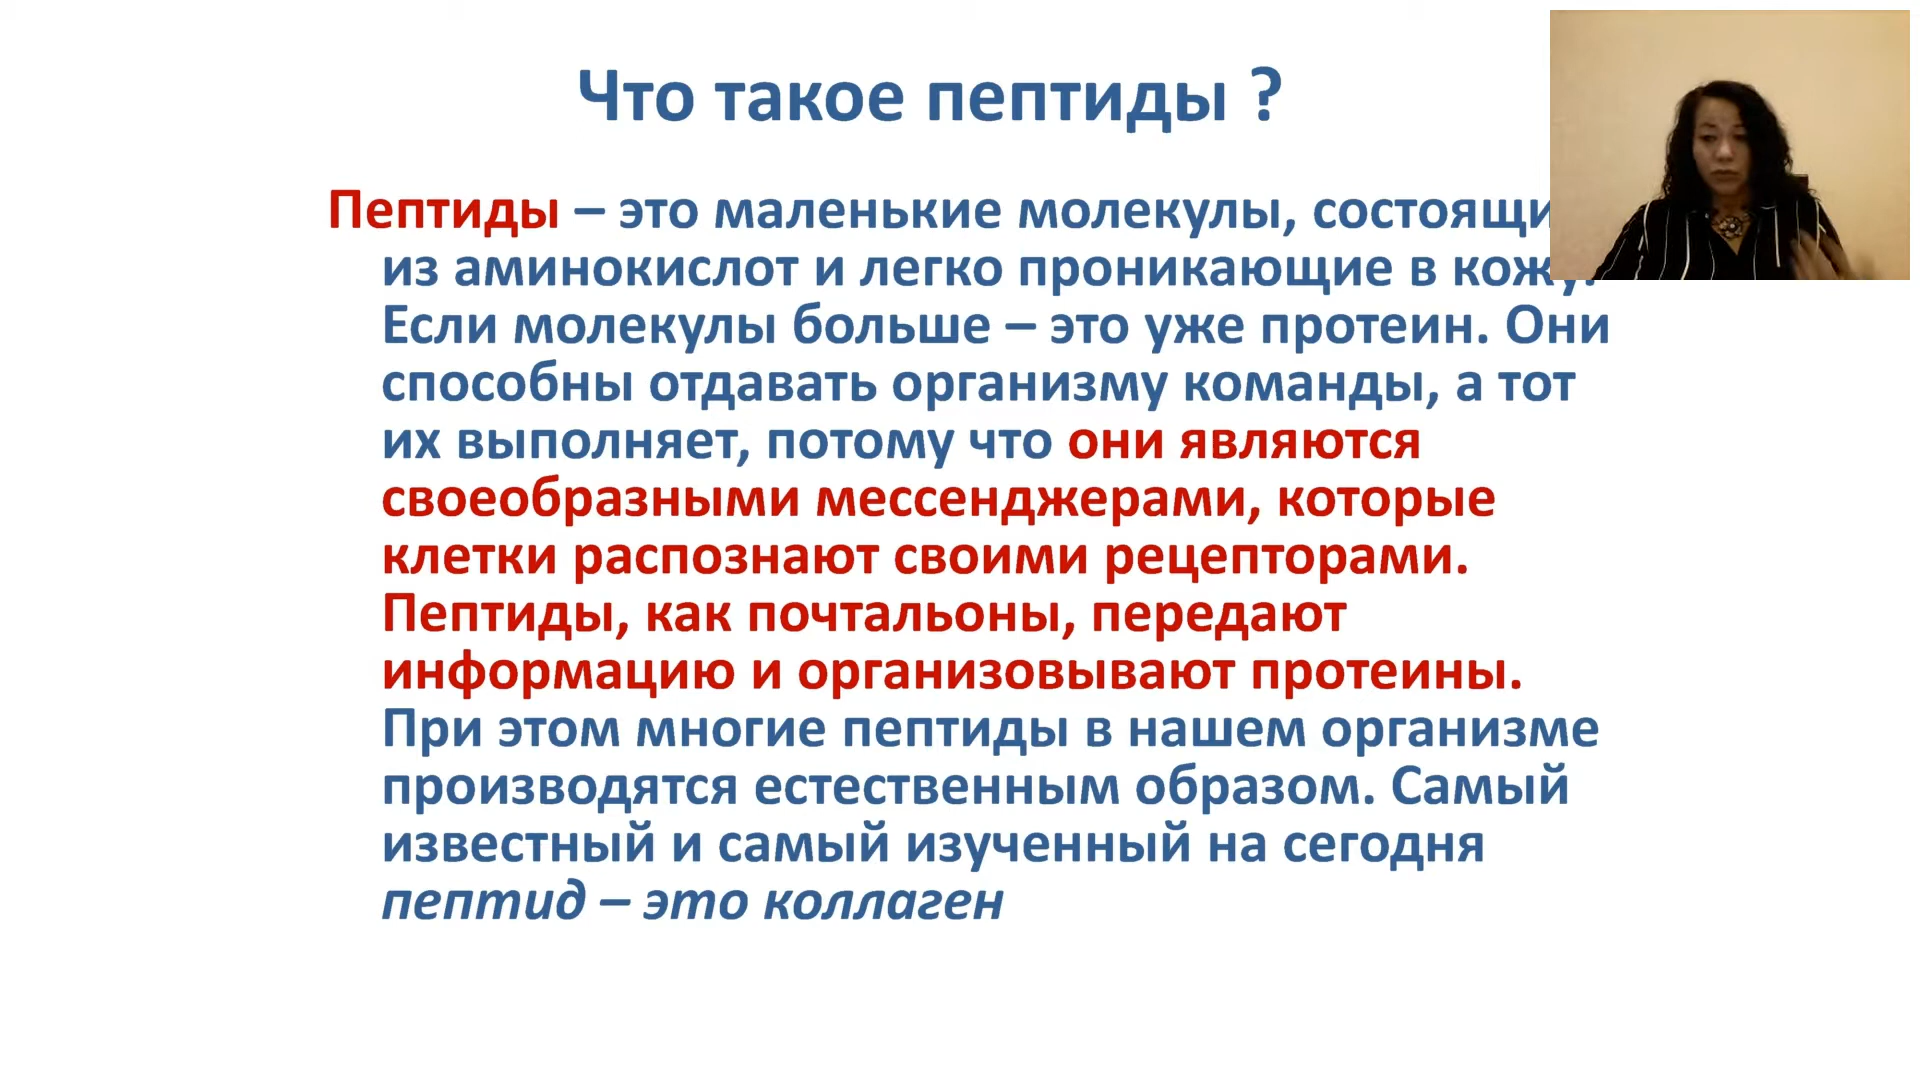 Что такое пептиды ?
Пептиды – это маленькие молекулы,
из аминокислот и легко проникающие в
Если молекулы больше – это уже протеин. Они
способны отдавать организму команды, а тот
их выполняет, потому что они являются
своеобразными мессенджерами, которые
клетки распознают своими рецепторами.
Пептиды, как почтальоны, передают
информацию и организовывают протеины.
При этом многие пептиды в нашем организме
производятся естественным образом. Самый
известный и самый изученный на сегодня
пептид – это коллаген